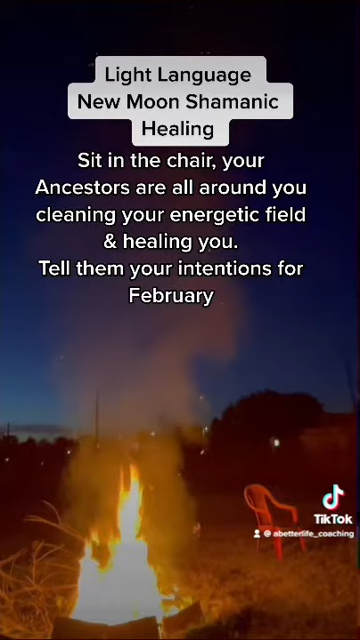 Light Language
New Moon Shamanic
Healing
Sit in the chair, your
Ancestors are all around you
cleaning your energetic field
& healing you.
Tell them your intentions for
February
TikTok
@ abetterlife_coaching